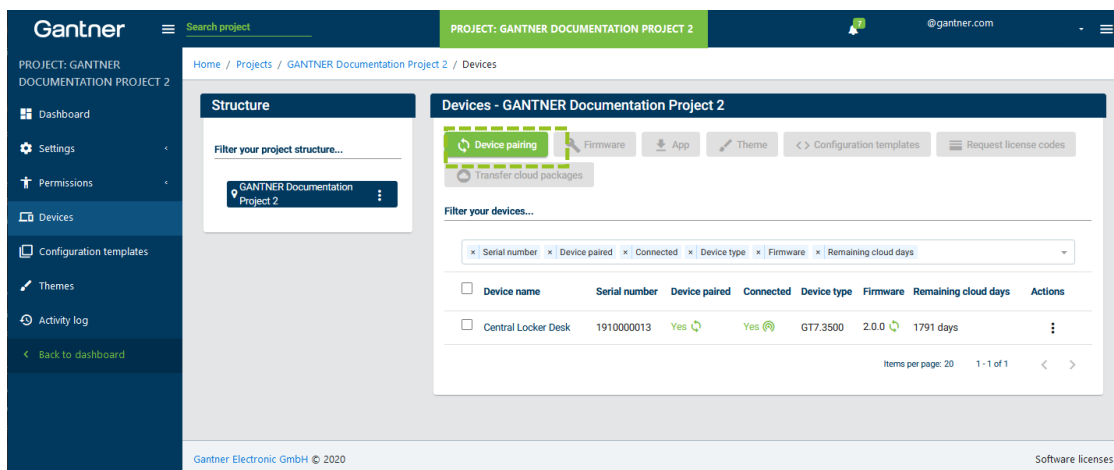 Gantner
Search project
PROJECT: GANTNER DOCUMENTATION PROJECT 2
7
@gantner.com
PROJECT: GANTNER
DOCUMENTATION PROJECT 2
Dashboard
Settings
Permissions
Devices
Configuration templates
Themes
Activity log
Back to dashboard
Home / Projects / GANTNER Documentation Project 2 / Devices
Structure
Filter your project structure...
GANTNER Documentation
Project 2
Devices - GANTNER Documentation Project 2
Device pairing Firmware App Theme Configuration templates Request license codes
Transfer cloud packages
Filter your devices...
× Serial number × Device paired × Connected × Device type × Firmware × Remaining cloud days
Device name Serial number Device paired Connected Device type Firmware Remaining cloud days Actions
Central Locker Desk 1910000013 Yes Yes GT7.3500 2.0.0 1791 days
Items per page: 20 1 - 1 of 1
Gantner Electronic GmbH © 2020 Software licenses